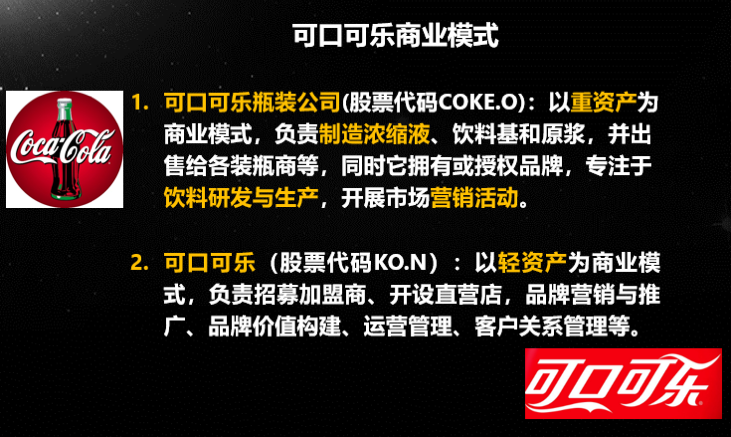 可口可乐商业模式
Coca-Cola
1. 可口可乐瓶装公司(股票代码COKE.O)：以重资产为
商业模式，负责制造浓缩液、饮料基和原浆，并出
售给各装瓶商等，同时它拥有或授权品牌，专注于
饮料研发与生产，开展市场营销活动。
2. 可口可乐（股票代码KO.N）：以轻资产为商业模
式，负责招募加盟商、开设直营店，品牌营销与推
广、品牌价值构建、运营管理、客户关系管理等。
可口可乐